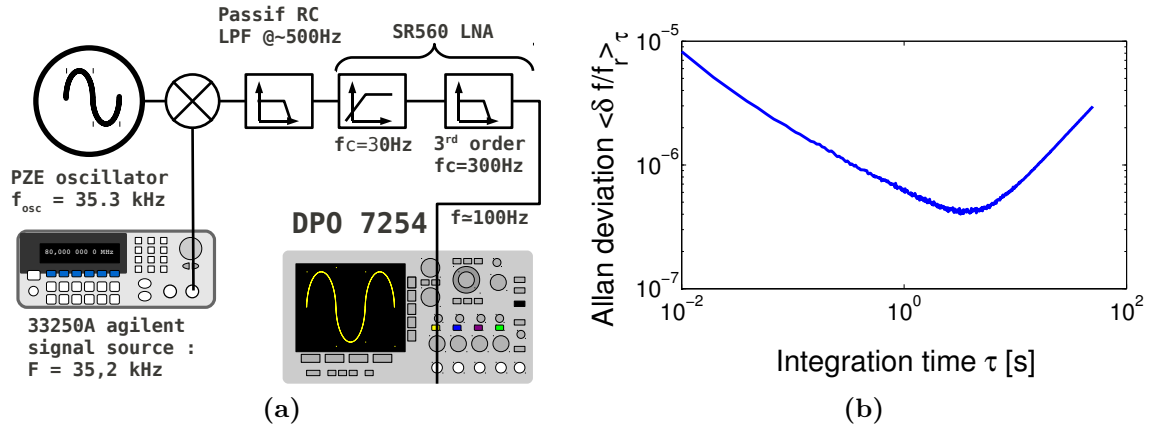 Passif RC
LPF @~500Hz
SR560 LNA
fc=30Hz
3rd order
fc=300Hz
PZE oscillator
fosc = 35.3 kHz
f≃100Hz
DPO 7254
80,000 000 0 MHz
33250A agilent
signal source :
F = 35,2 kHz
(a)
Allan deviation <δ f/fr>τ
10−5
10−6
10−7
10−2
100
102
Integration time τ [s]
(b)